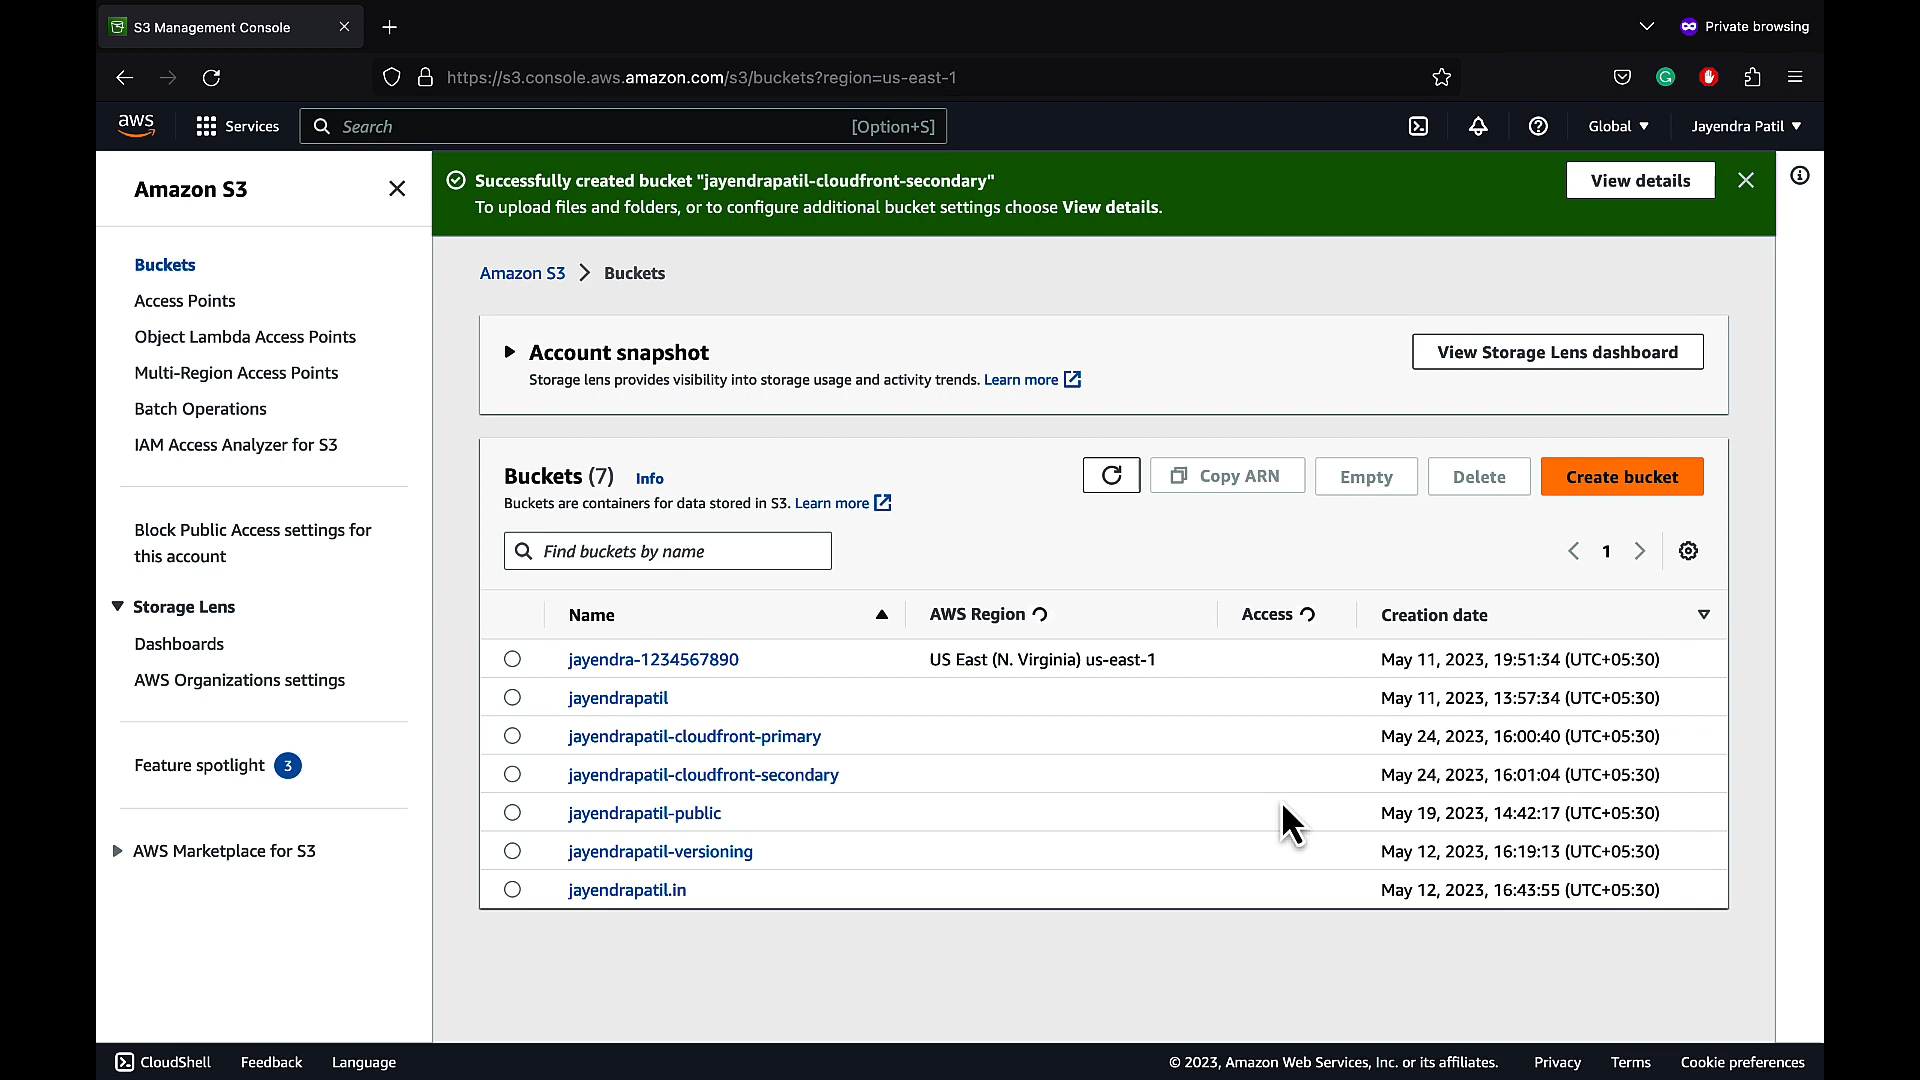 S3 Management Console
Private browsing
https://s3.console.aws.amazon.com/s3/buckets?region=us-east-1
aws
Services
Search
[Option+S]
Global
Jayendra Patil
Amazon S3
Buckets
Access Points
Object Lambda Access Points
Multi-Region Access Points
Batch Operations
IAM Access Analyzer for S3
Block Public Access settings for
this account
Storage Lens
Dashboards
AWS Organizations settings
Feature spotlight 3
AWS Marketplace for S3
Successfully created bucket "jayendrapatil-cloudfront-secondary"
To upload files and folders, or to configure additional bucket settings choose View details.
View details
Amazon S3 > Buckets
Account snapshot
Storage lens provides visibility into storage usage and activity trends. Learn more
View Storage Lens dashboard
Buckets (7) Info
Buckets are containers for data stored in S3. Learn more
Copy ARN
Empty
Delete
Create bucket
Find buckets by name
1
Name AWS Region Access Creation date
jayendra-1234567890 US East (N. Virginia) us-east-1 May 11, 2023, 19:51:34 (UTC+05:30)
jayendrapatil May 11, 2023, 13:57:34 (UTC+05:30)
jayendrapatil-cloudfront-primary May 24, 2023, 16:00:40 (UTC+05:30)
jayendrapatil-cloudfront-secondary May 24, 2023, 16:01:04 (UTC+05:30)
jayendrapatil-public May 19, 2023, 14:42:17 (UTC+05:30)
jayendrapatil-versioning May 12, 2023, 16:19:13 (UTC+05:30)
jayendrapatil.in May 12, 2023, 16:43:55 (UTC+05:30)
CloudShell Feedback Language © 2023, Amazon Web Services, Inc. or its affiliates. Privacy Terms Cookie preferences